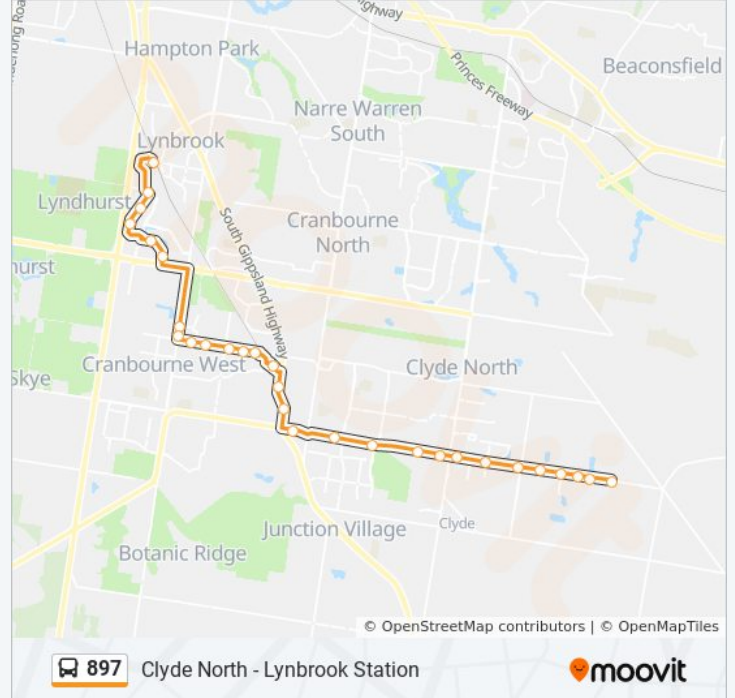 ighway
Hampton Park
Princes Freeway
Beaconsfield
Narre Warren
South
Lynbrook
Lyndhurst
Cranbourne
North
South Gippsland Highway
hurst
Cranbourne West
Clyde North
Skye
Junction Village
Clyde
Botanic Ridge
© OpenStreetMap contributors | © OpenMapTiles
897 Clyde North - Lynbrook Station
moovit